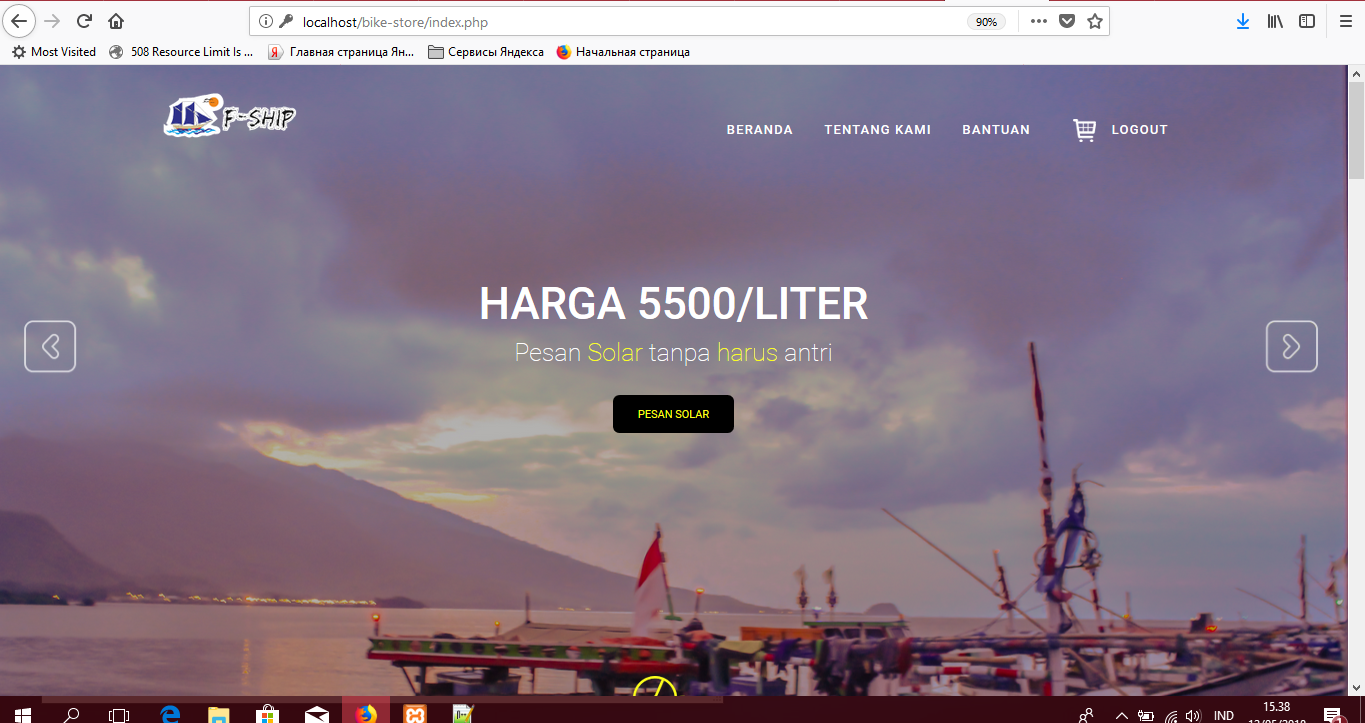 localhost/bike-store/index.php
90%
Most Visited
508 Resource Limit Is ...
Я
Главная страница Ян...
Сервисы Яндекса
Начальная страница
F-SHIP
BERANDA
TENTANG KAMI
BANTUAN
LOGOUT
HARGA 5500/LITER
Pesan Solar tanpa harus antri
PESAN SOLAR
IND
15.38